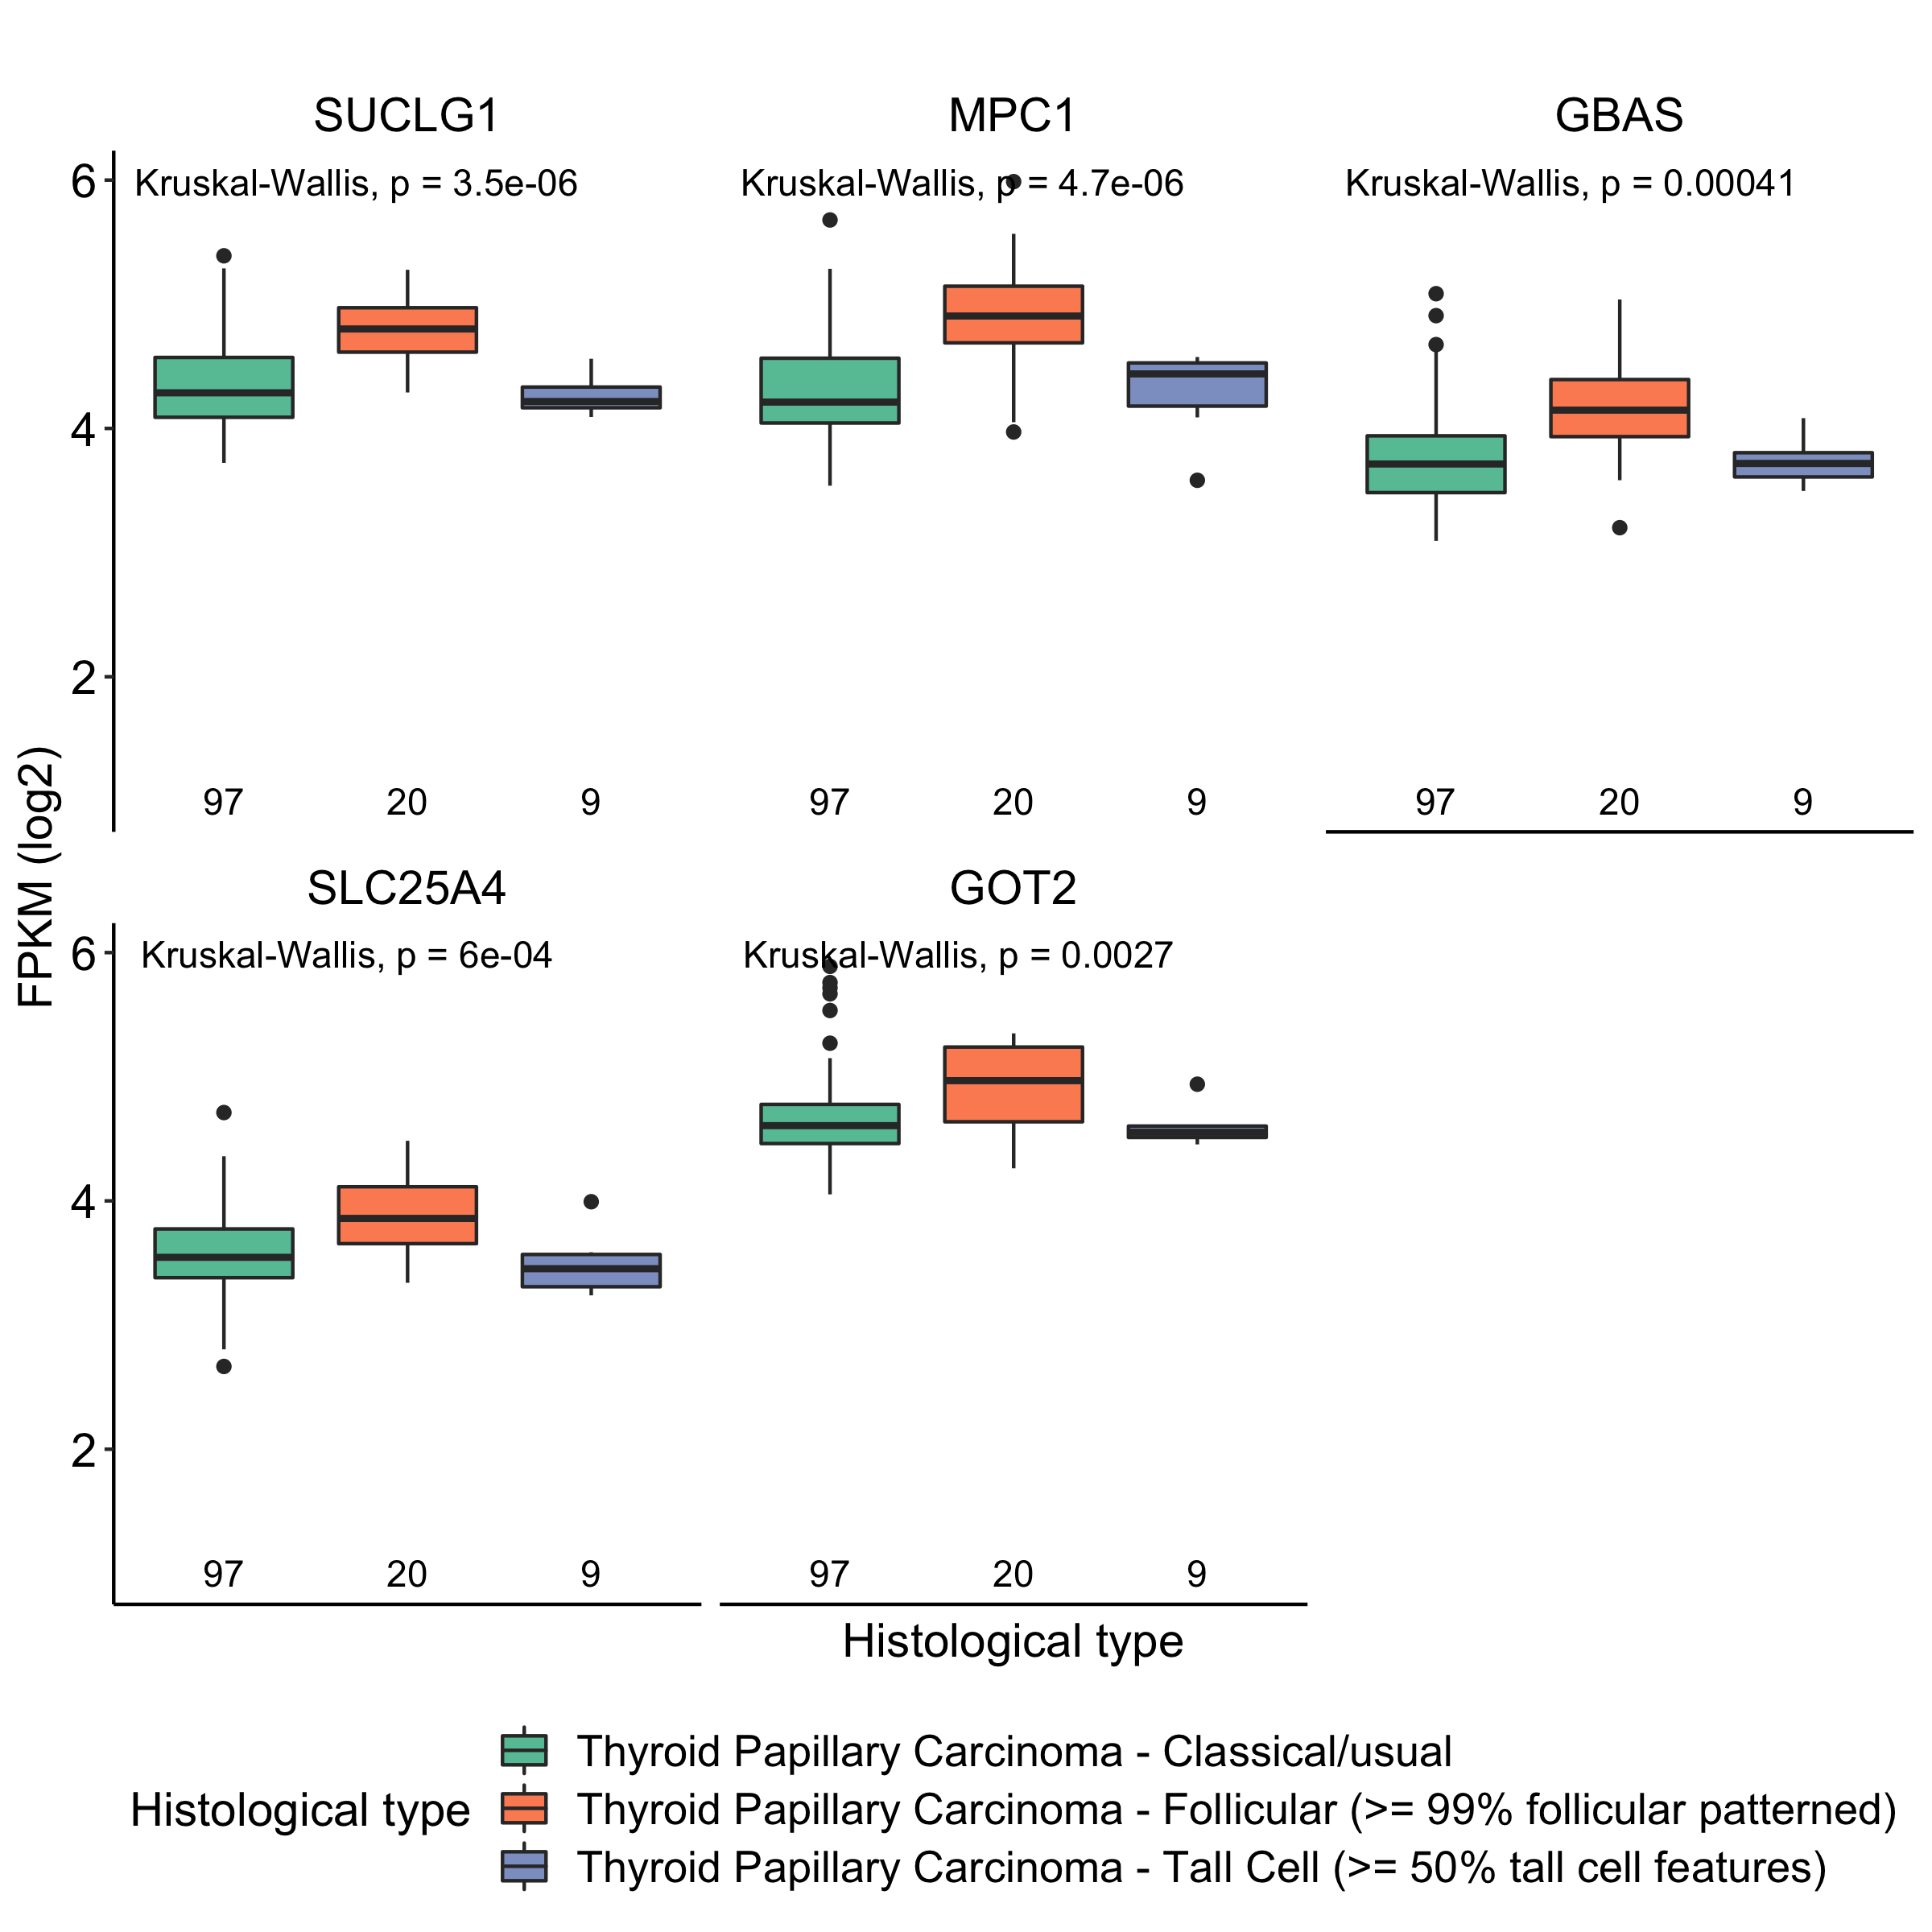 SUCLG1 MPC1 GBAS
6 Kruskal-Wallis, p = 3.5e-06 Kruskal-Wallis, p = 4.7e-06 Kruskal-Wallis, p = 0.00041
4
2
97 20 9 97 20 9 97 20 9
FPKM (log2)
SLC25A4 GOT2
6 Kruskal-Wallis, p = 6e-04 Kruskal-Wallis, p = 0.0027
4
2
97 20 9 97 20 9
Histological type
Histological type
Thyroid Papillary Carcinoma - Classical/usual
Thyroid Papillary Carcinoma - Follicular (>= 99% follicular patterned)
Thyroid Papillary Carcinoma - Tall Cell (>= 50% tall cell features)